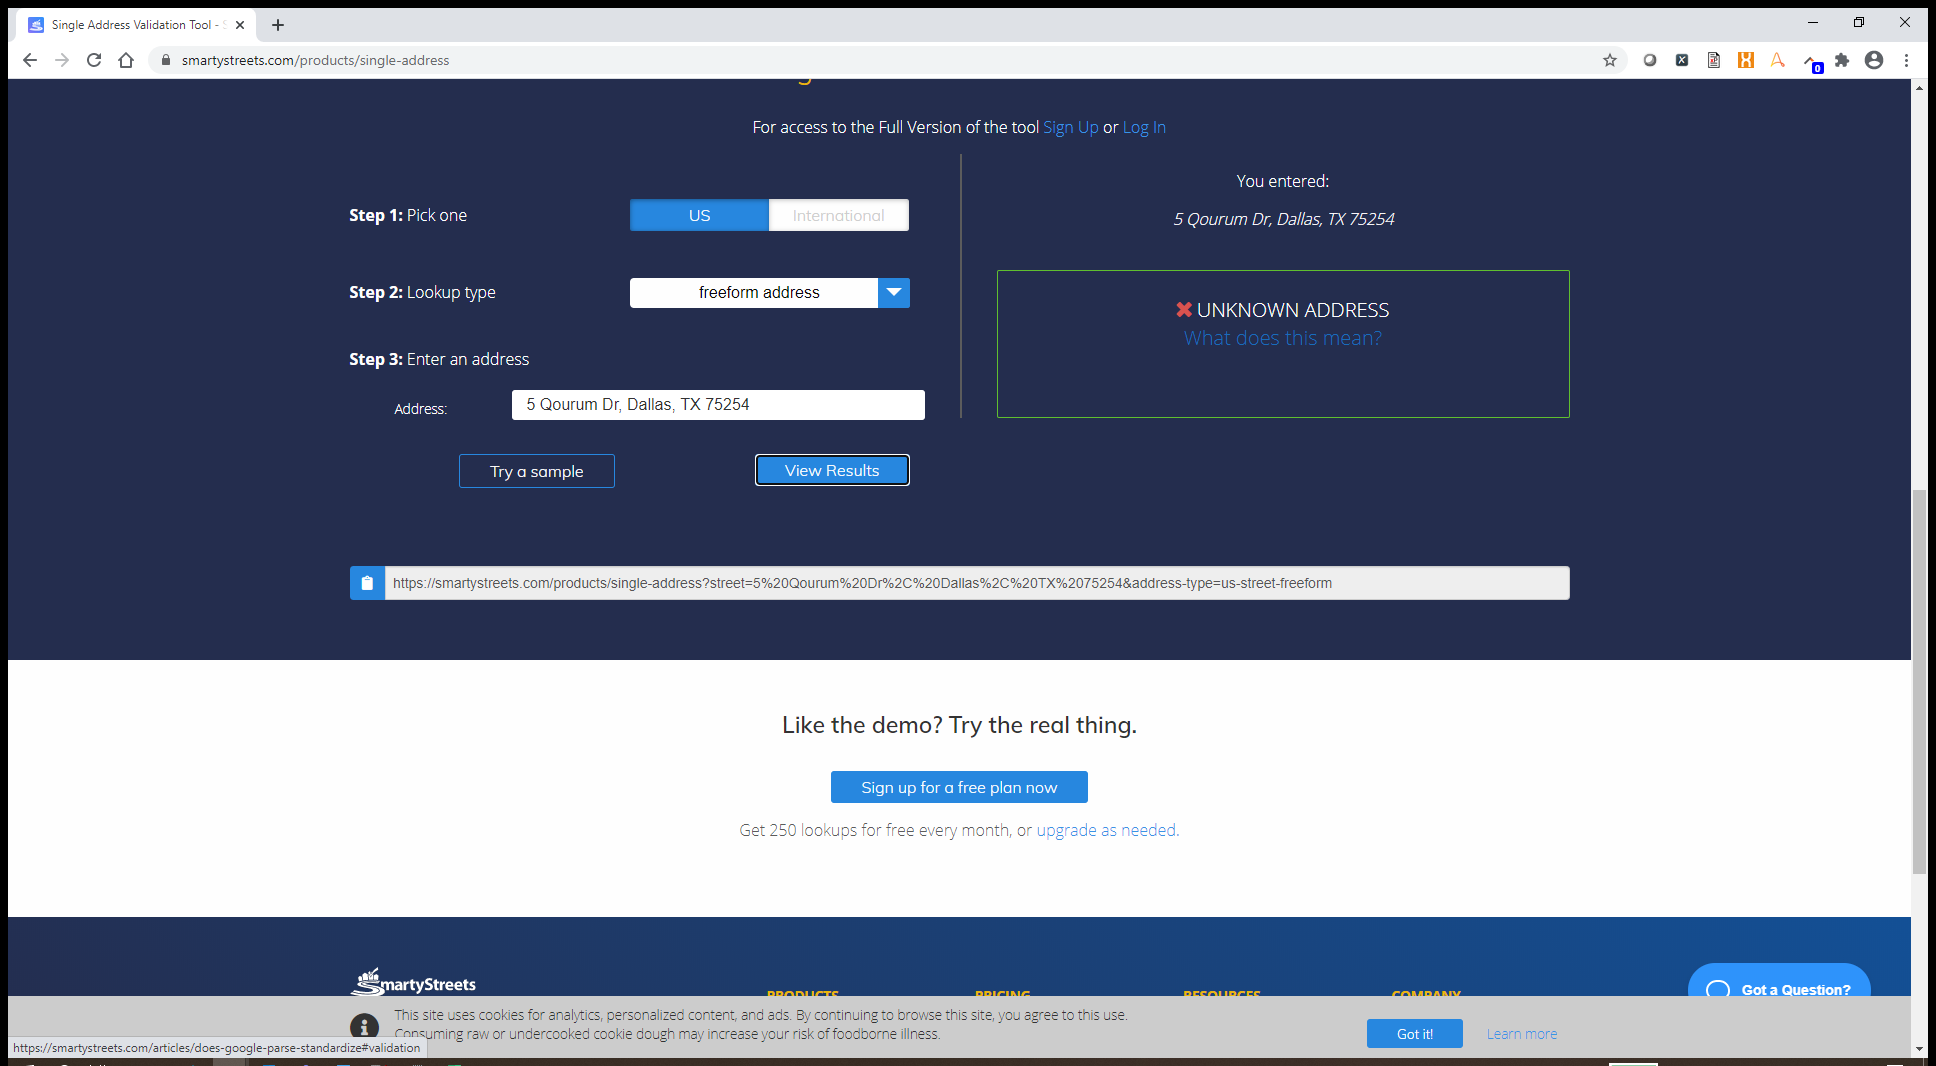 Single Address Validation Tool -
smartystreets.com/products/single-address
0
For access to the Full Version of the tool Sign Up or Log In
Step 1: Pick one
US
International
Step 2: Lookup type
freeform address
Step 3: Enter an address
Address:
5 Qourum Dr, Dallas, TX 75254
Try a sample
View Results
You entered:
5 Qourum Dr, Dallas, TX 75254
UNKNOWN ADDRESS
What does this mean?
https://smartystreets.com/products/single-address?street=5%20Qourum%20Dr%2C%20Dallas%2C%20TX%2075254&address-type=us-street-freeform
Like the demo? Try the real thing.
Sign up for a free plan now
Get 250 lookups for free every month, or upgrade as needed.
SmartyStreets
PRODUCTS
PRICING
RESOURCES
COMPANY
Got a Question?
This site uses cookies for analytics, personalized content, and ads. By continuing to browse this site, you agree to this use.
Consuming raw or undercooked cookie dough may increase your risk of foodborne illness.
Got it!
Learn more
https://smartystreets.com/articles/does-google-parse-standardize#validation